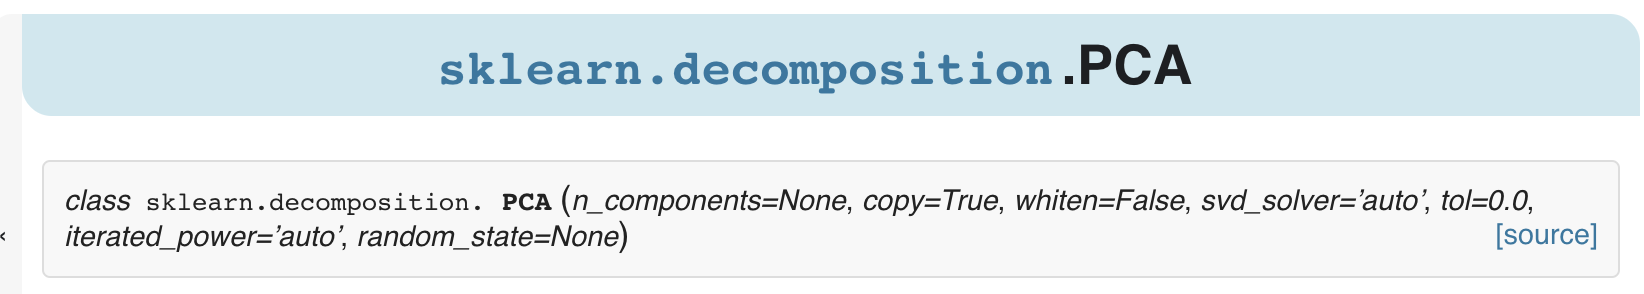 sklearn.decomposition.PCA
class sklearn.decomposition. PCA (n_components=None, copy=True, whiten=False, svd_solver=’auto’, tol=0.0,
iterated_power=’auto’, random_state=None) [source]